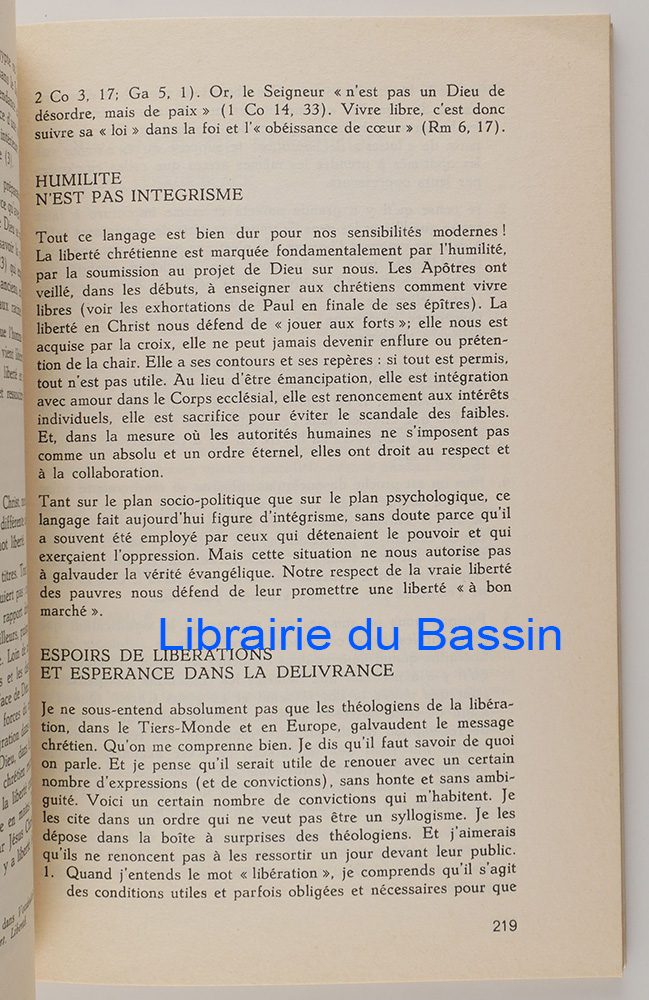 2 Co 3, 17; Ga 5, 1). Or, le Seigneur « n'est pas un Dieu de
désordre, mais de paix » (1 Co 14, 33). Vivre libre, c'est donc
suivre sa « loi » dans la foi et l'« obéissance de cœur » (Rm 6, 17).
HUMILITE
N'EST PAS INTEGRISME
Tout ce langage est bien dur pour nos sensibilités modernes !
La liberté chrétienne est marquée fondamentalement par l'humilité,
par la soumission au projet de Dieu sur nous. Les Apôtres ont
veillé, dans les débuts, à enseigner aux chrétiens comment vivre
libres (voir les exhortations de Paul en finale de ses épîtres). La
liberté en Christ nous défend de « jouer aux forts »; elle nous est
acquise par la croix, elle ne peut jamais devenir enflure ou préten-
tion de la chair. Elle a ses contours et ses repères : si tout est permis,
tout n'est pas utile. Au lieu d'être émancipation, elle est intégration
avec amour dans le Corps ecclésial, elle est renoncement aux intérêts
individuels, elle est sacrifice pour éviter le scandale des faibles.
Et, dans la mesure où les autorités humaines ne s'imposent pas
comme un absolu et un ordre éternel, elles ont droit au respect et
à la collaboration.
Tant sur le plan socio-politique que sur le plan psychologique, ce
langage fait aujourd'hui figure d'intégrisme, sans doute parce qu'il
a souvent été employé par ceux qui détenaient le pouvoir et qui
exerçaient l'oppression. Mais cette situation ne nous autorise pas
à galvauder la vérité évangélique. Notre respect de la vraie liberté
des pauvres nous défend de leur promettre une liberté « à bon
marché ».
Librairie du Bassin
ESPOIRS DE LIBERATIONS
ET ESPERANCE DANS LA DELIVRANCE
Je ne sous-entend absolument pas que les théologiens de la libéra-
tion, dans le Tiers-Monde et en Europe, galvaudent le message
chrétien. Qu'on me comprenne bien. Je dis qu'il faut savoir de quoi
on parle. Et je pense qu'il serait utile de renouer avec un certain
nombre d'expressions (et de convictions), sans honte et sans ambi-
guité. Voici un certain nombre de convictions qui m'habitent. Je
les cite dans un ordre qui ne veut pas être un syllogisme. Je les
dépose dans la boîte à surprises des théologiens. Et j'aimerais
qu'ils ne renoncent pas à les ressortir un jour devant leur public.
1. Quand j'entends le mot « libération », je comprends qu'il s'agit
des conditions utiles et parfois obligées et nécessaires pour que
219